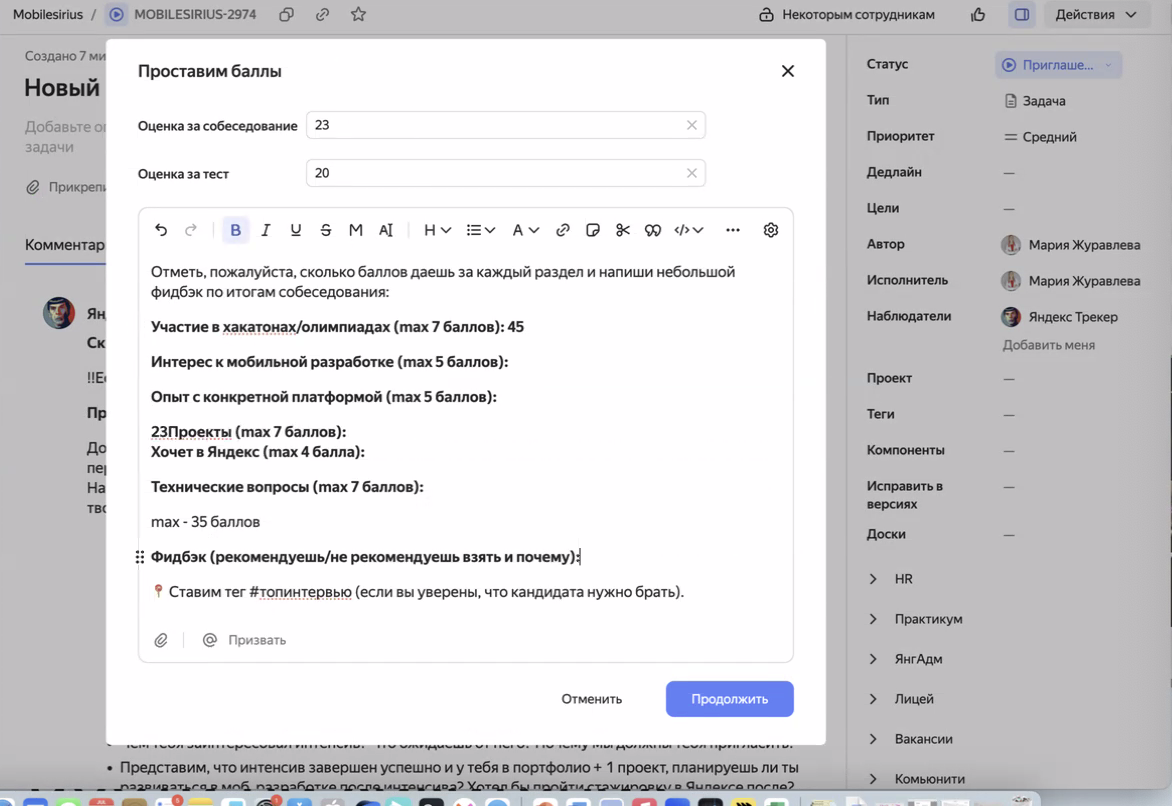 Mobilesirius / MOBILESIRIUS-2974
Некоторым сотрудникам
Действия
Создано 7 ми
Новый
Добавьте оп
задачи
Прикрепи
Комментар
Ян
Ск
!!Ес
Пр
До
пер
На
тво
Проставим баллы
Оценка за собеседование 23
Оценка за тест 20
Отметь, пожалуйста, сколько баллов даешь за каждый раздел и напиши небольшой
фидбэк по итогам собеседования:
Участие в хакатонах/олимпиадах (max 7 баллов): 45
Интерес к мобильной разработке (max 5 баллов):
Опыт с конкретной платформой (max 5 баллов):
23Проекты (max 7 баллов):
Хочет в Яндекс (max 4 балла):
Технические вопросы (max 7 баллов):
max - 35 баллов
Фидбэк (рекомендуешь/не рекомендуешь взять и почему):
Ставим тег #топинтервью (если вы уверены, что кандидата нужно брать).
@ Призвать
Отменить
Продолжить
Чем тебя заинтересовал интенсив? Что ожидаешь от него? Почему мы должны тебя пригласить?
• Представим, что интенсив завершен успешно и у тебя в портфолио + 1 проект, планируешь ли ты
развиваться в моб. разработке после интенсива? Хотел бы пройти стажировку в Яндексе после?
Статус Приглаше...
Тип Задача
Приоритет Средний
Дедлайн —
Цели —
Автор Мария Журавлева
Исполнитель Мария Журавлева
Наблюдатели Яндекс Трекер
Добавить меня
Проект —
Теги —
Компоненты —
Исправить в —
версиях
Доски —
HR
Практикум
ЯнгАдм
Лицей
Вакансии
Комьюнити